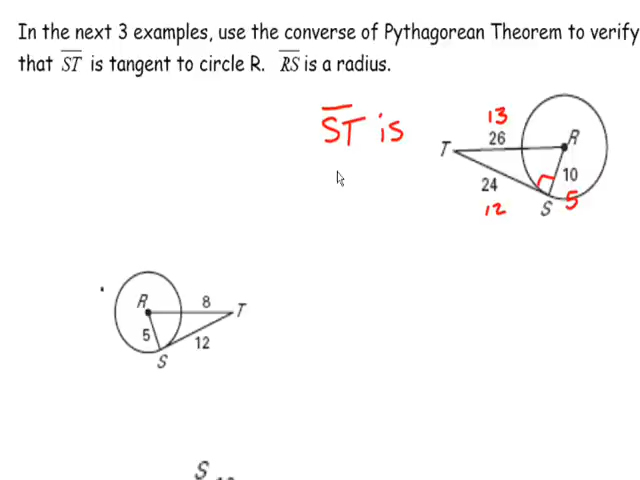 In the next 3 examples, use the converse of Pythagorean Theorem to verify
that ST is tangent to circle R. RS is a radius.
ST is
13
26
T
R
10
24
12
S
5
R
8
T
5
12
S
S